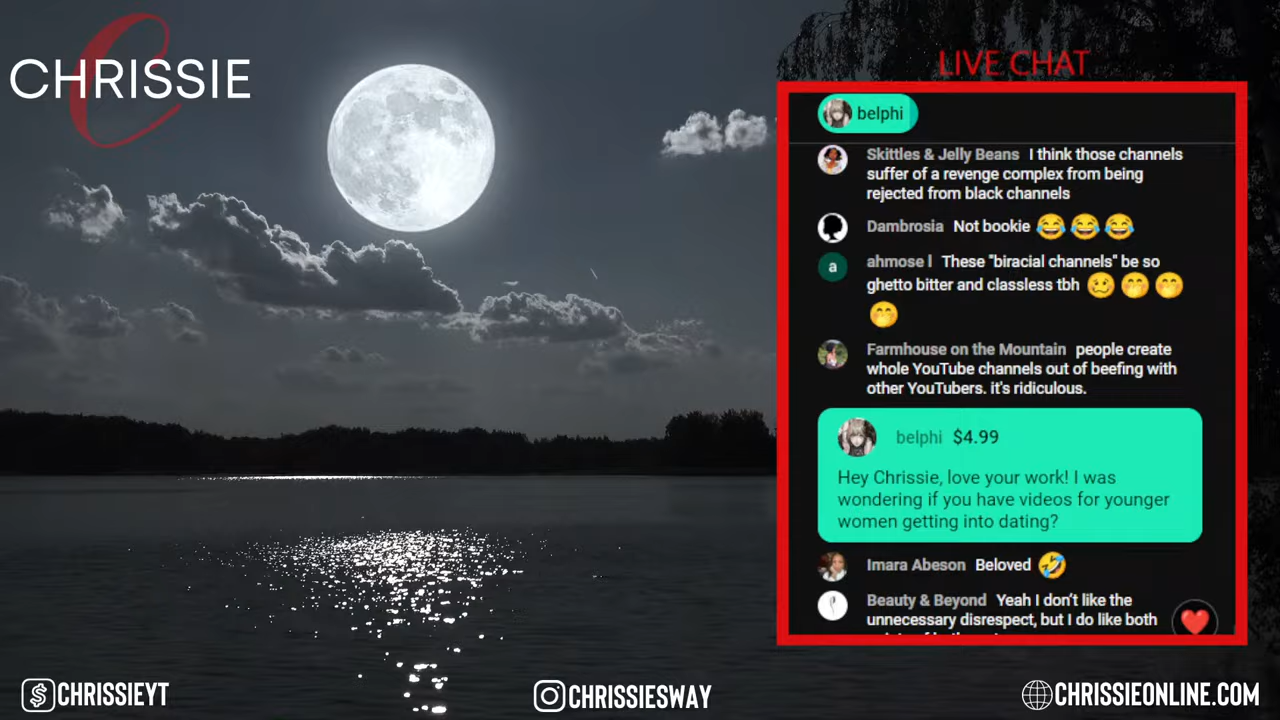 CHRISSIE
LIVE CHAT
belphi
Skittles & Jelly Beans I think those channels
suffer of a revenge complex from being
rejected from black channels
Dambrosia Not bookie 😂😂😂
a
ahmose l These "biracial channels" be so
ghetto bitter and classless tbh 🥴🤭🤭
🤭
Farmhouse on the Mountain people create
whole YouTube channels out of beefing with
other YouTubers. it's ridiculous.
belphi $4.99
Hey Chrissie, love your work! I was
wondering if you have videos for younger
women getting into dating?
Imara Abeson Beloved 🤣
Beauty & Beyond Yeah I don't like the
unnecessary disrespect, but I do like both
CHRISSIEYT
CHRISSIESWAY
CHRISSIEONLINE.COM